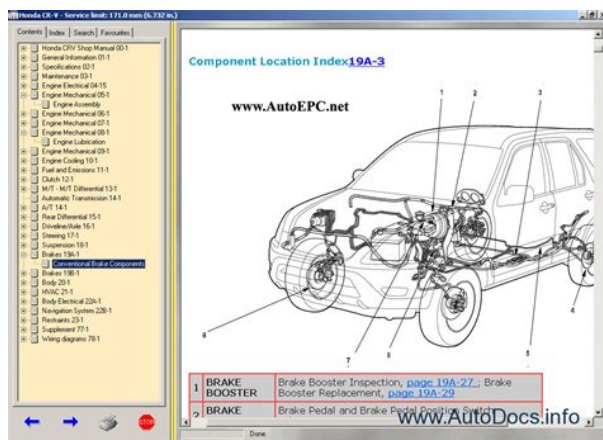 Honda CR-V - Service limit: 171.0 mm (6.732 in.)
Contents Index Search Favourites
Honda CRV Shop Manual 00-1
General Information 01-1
Specifications 02-1
Maintenance 03-1
Engine Electrical 04-15
Engine Mechanical 05-1
Engine Assembly
Engine Mechanical 06-1
Engine Mechanical 07-1
Engine Mechanical 08-1
Engine Lubrication
Engine Mechanical 09-1
Engine Cooling 10-1
Fuel and Emissions 11-1
Clutch 12-1
M/T - M/T Differential 13-1
Automatic Transmission 14-1
A/T 14-1
Rear Differential 15-1
Driveline/Axle 16-1
Steering 17-1
Suspension 18-1
Brakes 19A-1
Conventional Brake Components
Brakes 19B-1
Body 20-1
HVAC 21-1
Body Electrical 22A-1
Navigation System 22B-1
Restraints 23-1
Supplement 77-1
Wiring diagrams 78-1
STOP
Component Location Index19A-3
www.AutoEPC.net
1 2 3
4
5
6
7
8
1 BRAKE BOOSTER Brake Booster Inspection, page 19A-27 ; Brake
Booster Replacement, page 19A-29
2 BRAKE Brake Pedal and Brake Pedal Position Switch
www.AutoDocs.info
Done.